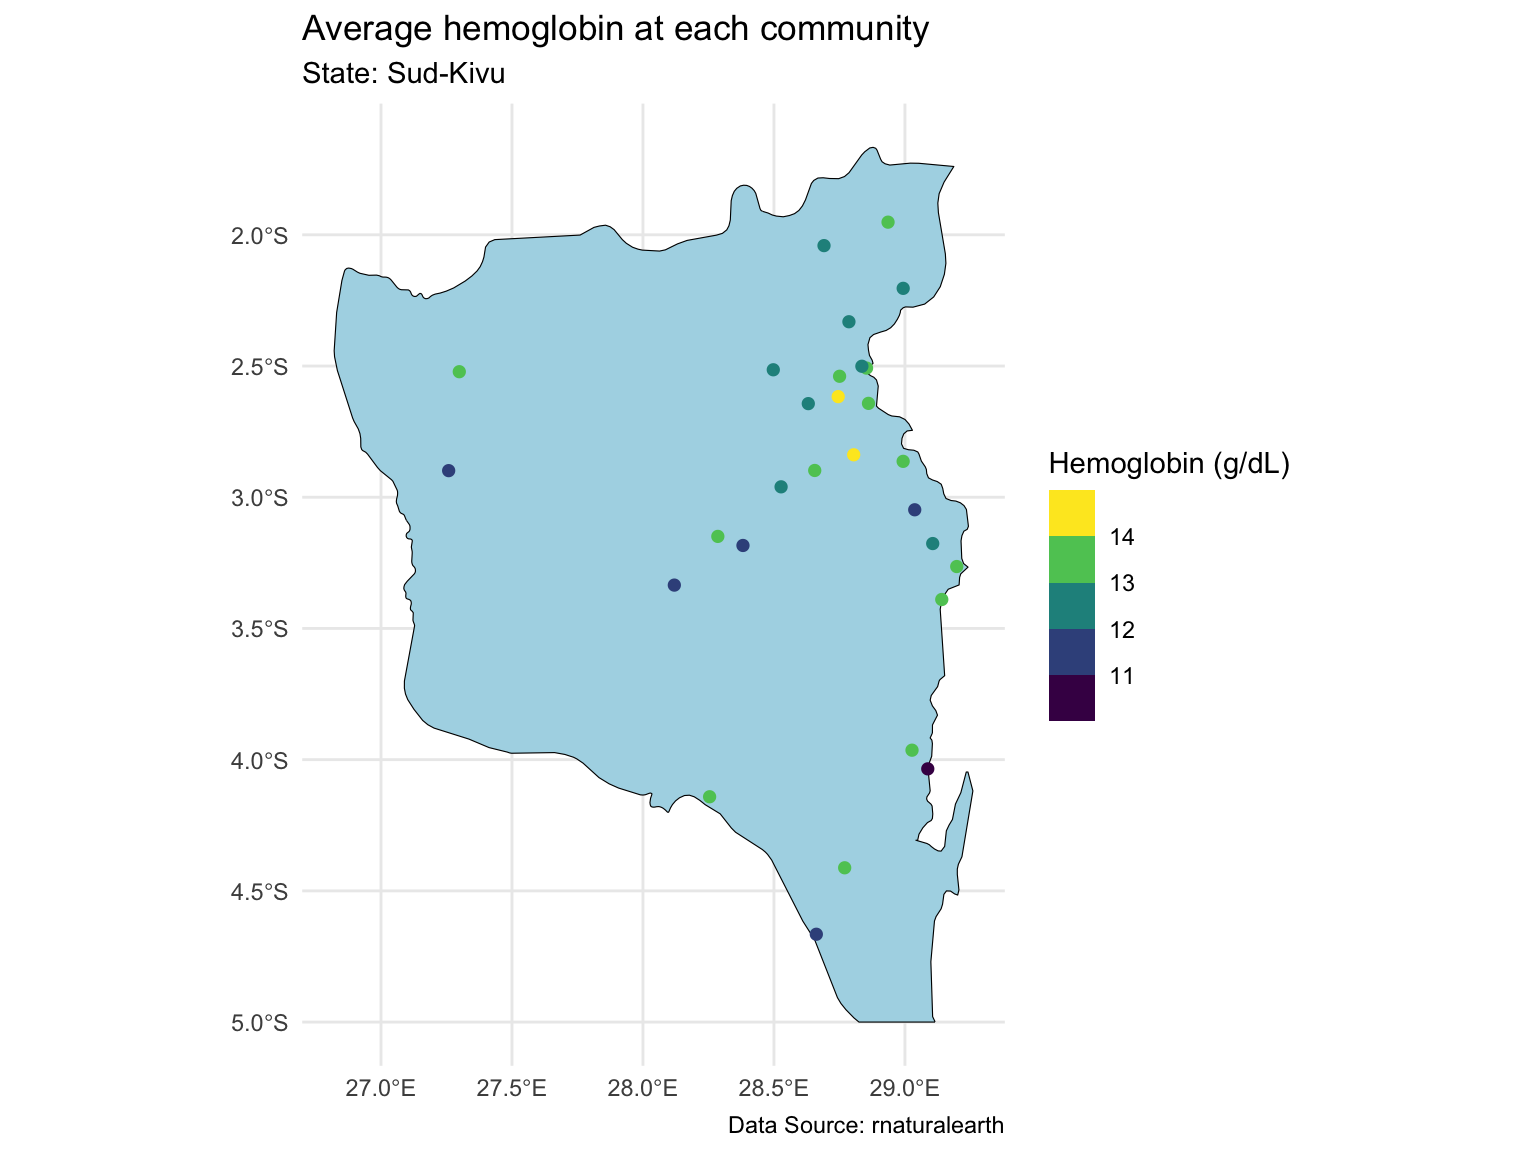 Average hemoglobin at each community
State: Sud-Kivu
2.0°S
2.5°S
3.0°S
3.5°S
4.0°S
4.5°S
5.0°S
27.0°E
27.5°E
28.0°E
28.5°E
29.0°E
Hemoglobin (g/dL)
14
13
12
11
Data Source: rnaturalearth